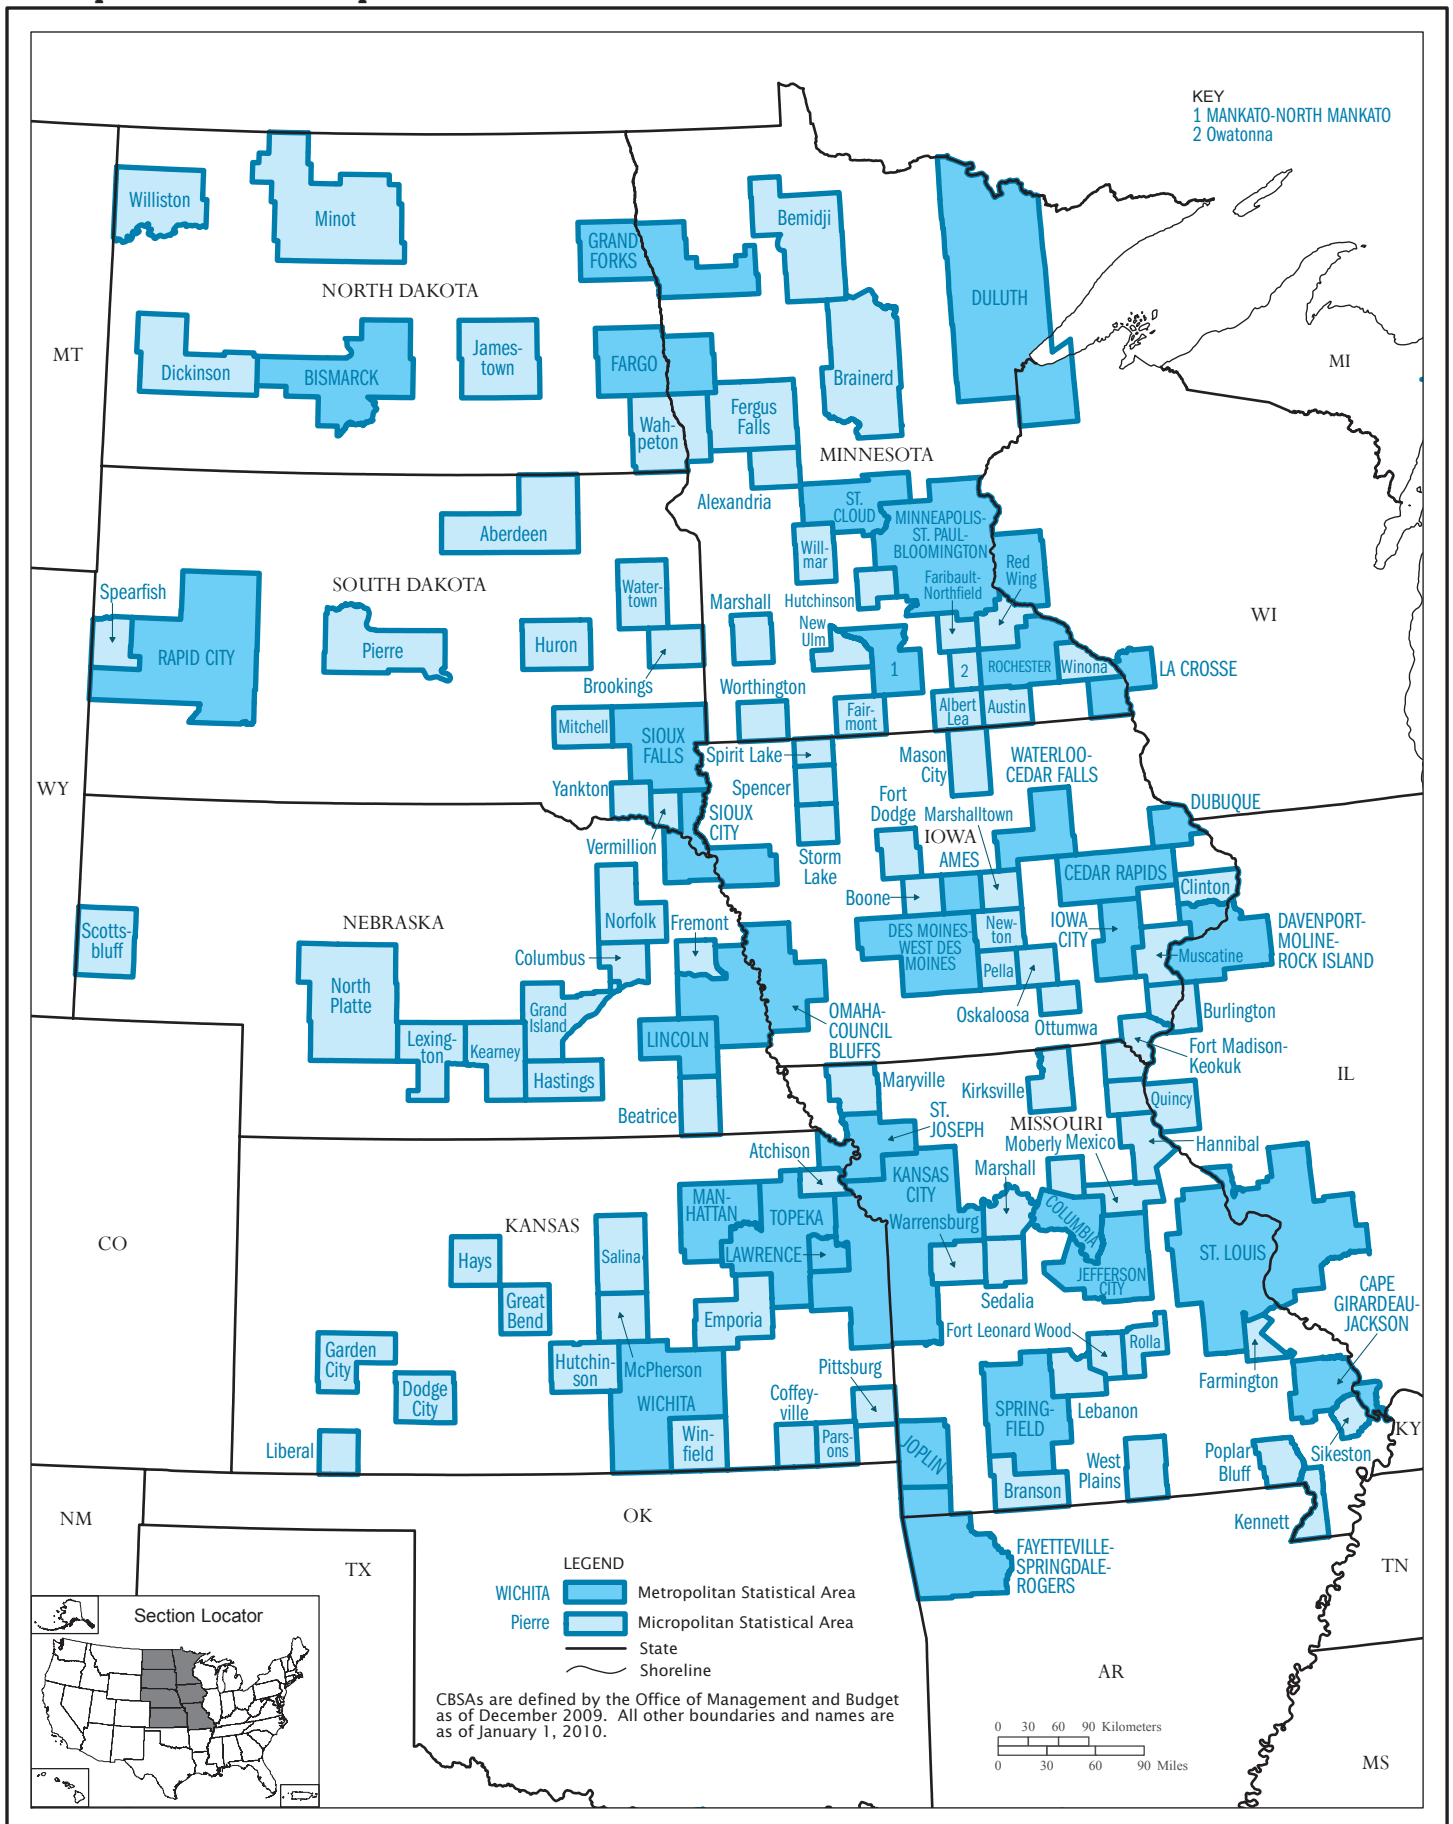 KEY
1 MANKATO-NORTH MANKATO
2 Owatonna
Williston
Minot
GRAND
FORKS
Bemidji
DULUTH
NORTH DAKOTA
MT
MI
Dickinson
BISMARCK
James-
town
FARGO
Brainerd
Wah-
peton
Fergus
Falls
MINNESOTA
Alexandria
Aberdeen
ST.
CLOUD
MINNEAPOLIS-
ST. PAUL-
BLOOMINGTON
Will-
mar
Red
Wing
Faribault-
Northfield
Spearfish
SOUTH DAKOTA
Water-
town
Marshall
Hutchinson
New
Ulm
WI
RAPID CITY
Pierre
Huron
Brookings
1
2
ROCHESTER
Winona
LA CROSSE
Worthington
Fair-
mont
Albert
Lea
Austin
Mitchell
SIOUX
FALLS
Spirit Lake
Mason
City
WATERLOO-
CEDAR FALLS
WY
Yankton
Spencer
Fort
Dodge
Marshalltown
DUBUQUE
SIOUX
CITY
IOWA
Vermillion
Storm
Lake
AMES
CEDAR RAPIDS
Clinton
Boone
Scotts-
bluff
NEBRASKA
Norfolk
Fremont
DES MOINES-
WEST DES
MOINES
New-
ton
IOWA
CITY
DAVENPORT-
MOLINE-
ROCK ISLAND
Columbus
Muscatine
Pella
North
Platte
Grand
Island
OMAHA-
COUNCIL
BLUFFS
Oskaloosa
Ottumwa
Burlington
Lexing-
ton
Kearney
LINCOLN
Fort Madison-
Keokuk
Hastings
Maryville
Kirksville
IL
Beatrice
Quincy
ST.
JOSEPH
MISSOURI
Moberly
Mexico
Hannibal
Atchison
KANSAS
CITY
Marshall
MAN-
HATTAN
TOPEKA
Warrensburg
COLUMBIA
KANSAS
CO
Hays
Salina
LAWRENCE
ST. LOUIS
JEFFERSON
CITY
Great
Bend
Emporia
Sedalia
CAPE
GIRARDEAU-
JACKSON
Fort Leonard Wood
Rolla
Garden
City
Hutchin-
son
McPherson
Pittsburg
Farmington
Dodge
City
WICHITA
Coffey-
ville
SPRING-
FIELD
Lebanon
Liberal
Win-
field
Pars-
ons
JOPLIN
West
Plains
Poplar
Bluff
Sikeston
KY
Branson
NM
OK
Kennett
TX
FAYETTEVILLE-
SPRINGDALE-
ROGERS
TN
LEGEND
WICHITA Metropolitan Statistical Area
Pierre Micropolitan Statistical Area
State
Shoreline
Section Locator
AR
CBSAs are defined by the Office of Management and Budget
as of December 2009. All other boundaries and names are
as of January 1, 2010.
0 30 60 90 Kilometers
0 30 60 90 Miles
MS